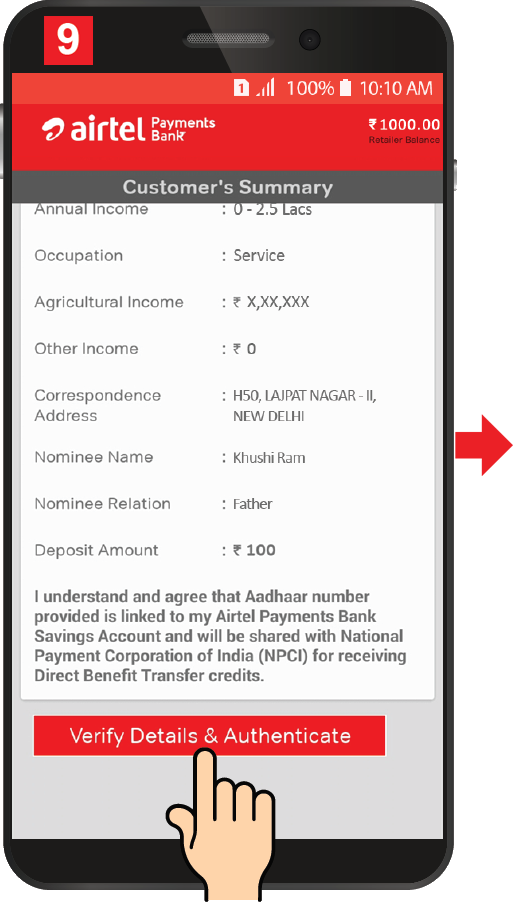 9
1 100% 10:10 AM
airtel Payments Bank ₹1000.00
Retailer Balance
Customer's Summary
Annual Income : 0 - 2.5 Lacs
Occupation : Service
Agricultural Income : ₹ X,XX,XXX
Other Income : ₹ 0
Correspondence : H50, LAJPAT NAGAR - II,
Address NEW DELHI
Nominee Name : Khushi Ram
Nominee Relation : Father
Deposit Amount : ₹ 100
I understand and agree that Aadhaar number
provided is linked to my Airtel Payments Bank
Savings Account and will be shared with National
Payment Corporation of India (NPCI) for receiving
Direct Benefit Transfer credits.
Verify Details & Authenticate